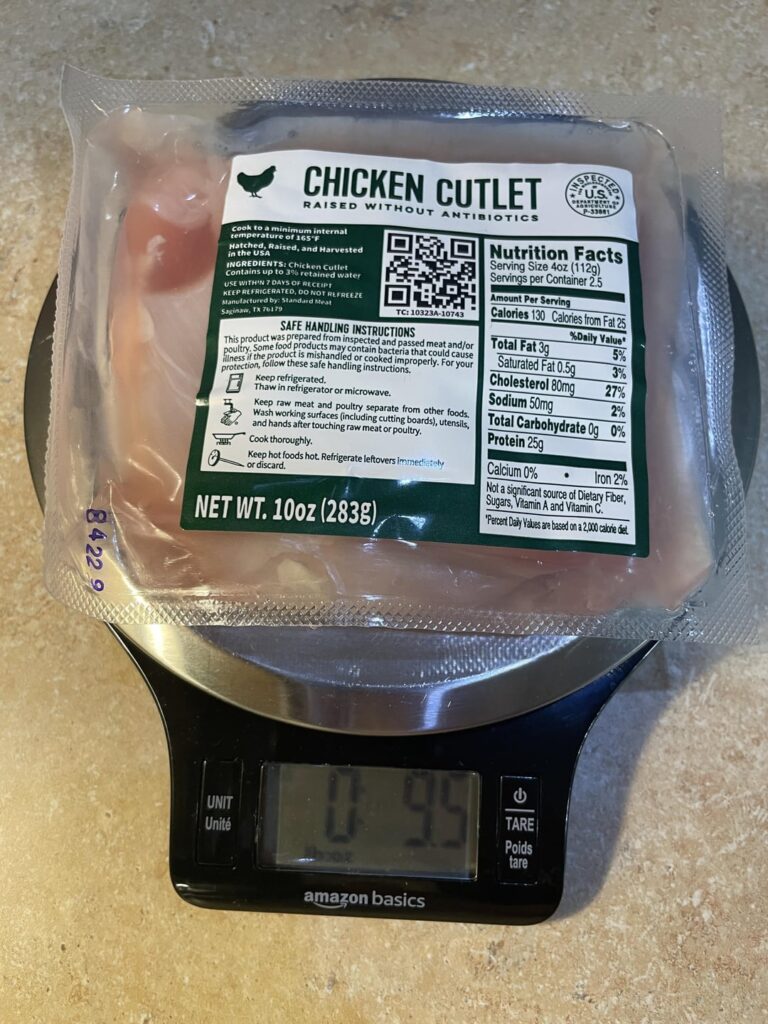 CHICKEN CUTLET
RAISED WITHOUT ANTIBIOTICS
INSPECTED
U.S.
DEPARTMENT OF
AGRICULTURE
P-33981
Cook to a minimum internal
temperature of 165°F
Hatched, Raised, and Harvested
in the USA
INGREDIENTS: Chicken Cutlet
Contains up to 3% retained water
USE WITHIN 7 DAYS OF RECEIPT
KEEP REFRIGERATED, DO NOT REFREEZE
Manufactured by: Standard Meat
Saginaw, TX 76179
TC: 10323A-10743
SAFE HANDLING INSTRUCTIONS
This product was prepared from inspected and passed meat and/or
poultry. Some food products may contain bacteria that could cause
illness if the product is mishandled or cooked improperly. For your
protection, follow these safe handling instructions.
Keep refrigerated.
Thaw in refrigerator or microwave.
Keep raw meat and poultry separate from other foods.
Wash working surfaces (including cutting boards), utensils,
and hands after touching raw meat or poultry.
Cook thoroughly.
Keep hot foods hot. Refrigerate leftovers immediately
or discard.
NET WT. 10oz (283g)
Nutrition Facts
Serving Size 4oz (112g)
Servings per Container 2.5
Amount Per Serving
Calories 130 Calories from Fat 25
%Daily Value*
Total Fat 3g 5%
Saturated Fat 0.5g 3%
Cholesterol 80mg 27%
Sodium 50mg 2%
Total Carbohydrate 0g 0%
Protein 25g
Calcium 0% • Iron 2%
Not a significant source of Dietary Fiber,
Sugars, Vitamin A and Vitamin C.
*Percent Daily Values are based on a 2,000 calorie diet.
8422 9
UNIT
Unité
0 9.5
TARE
Poids
tare
amazon basics